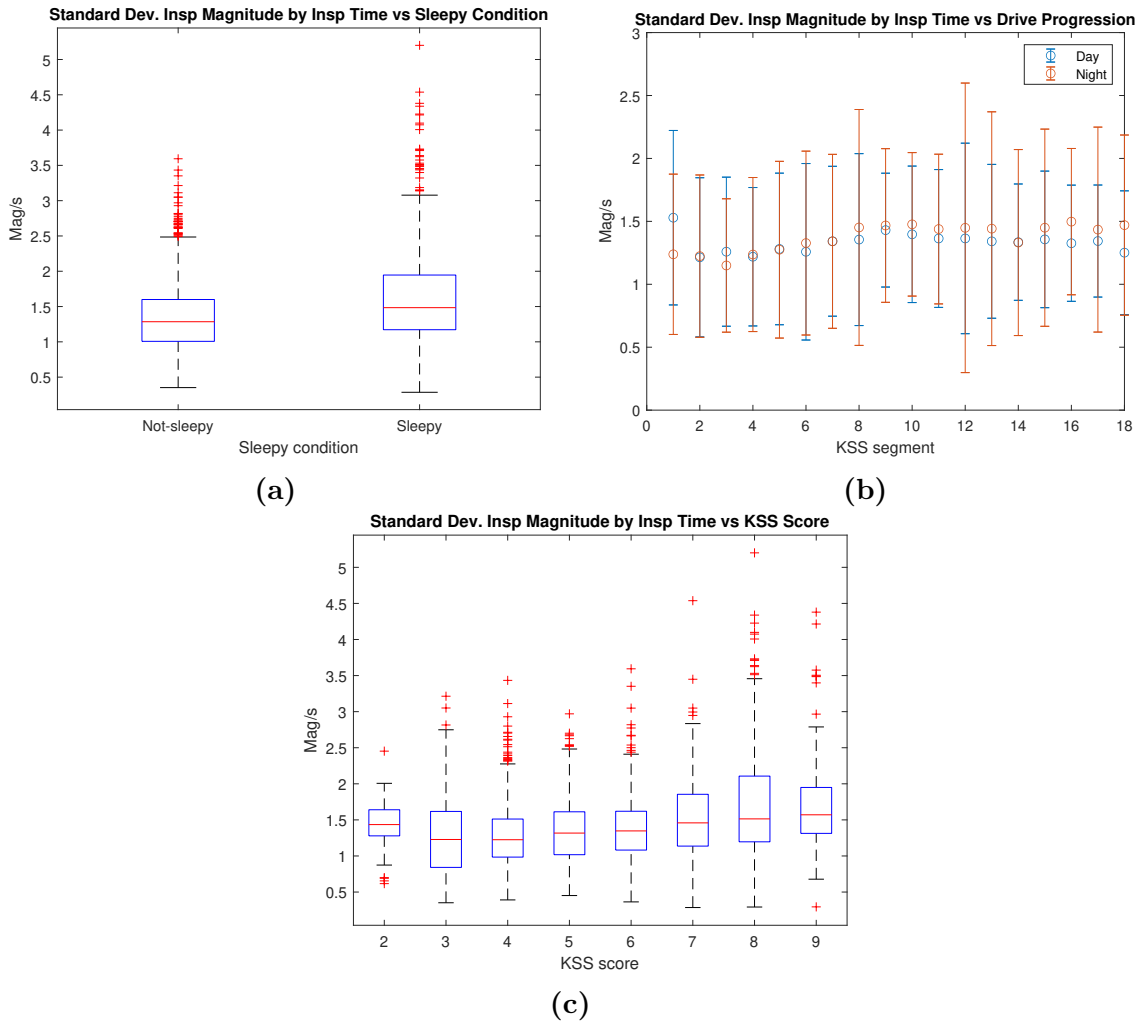 Standard Dev. Insp Magnitude by Insp Time vs Sleepy Condition
5
4.5
4
3.5
3
2.5
2
1.5
1
0.5
Mag/s
Not-sleepy Sleepy
Sleepy condition
(a)
Standard Dev. Insp Magnitude by Insp Time vs Drive Progression
3
2.5
2
1.5
1
0.5
0
Mag/s
Day
Night
0 2 4 6 8 10 12 14 16 18
KSS segment
(b)
Standard Dev. Insp Magnitude by Insp Time vs KSS Score
5
4.5
4
3.5
3
2.5
2
1.5
1
0.5
Mag/s
2 3 4 5 6 7 8 9
KSS score
(c)